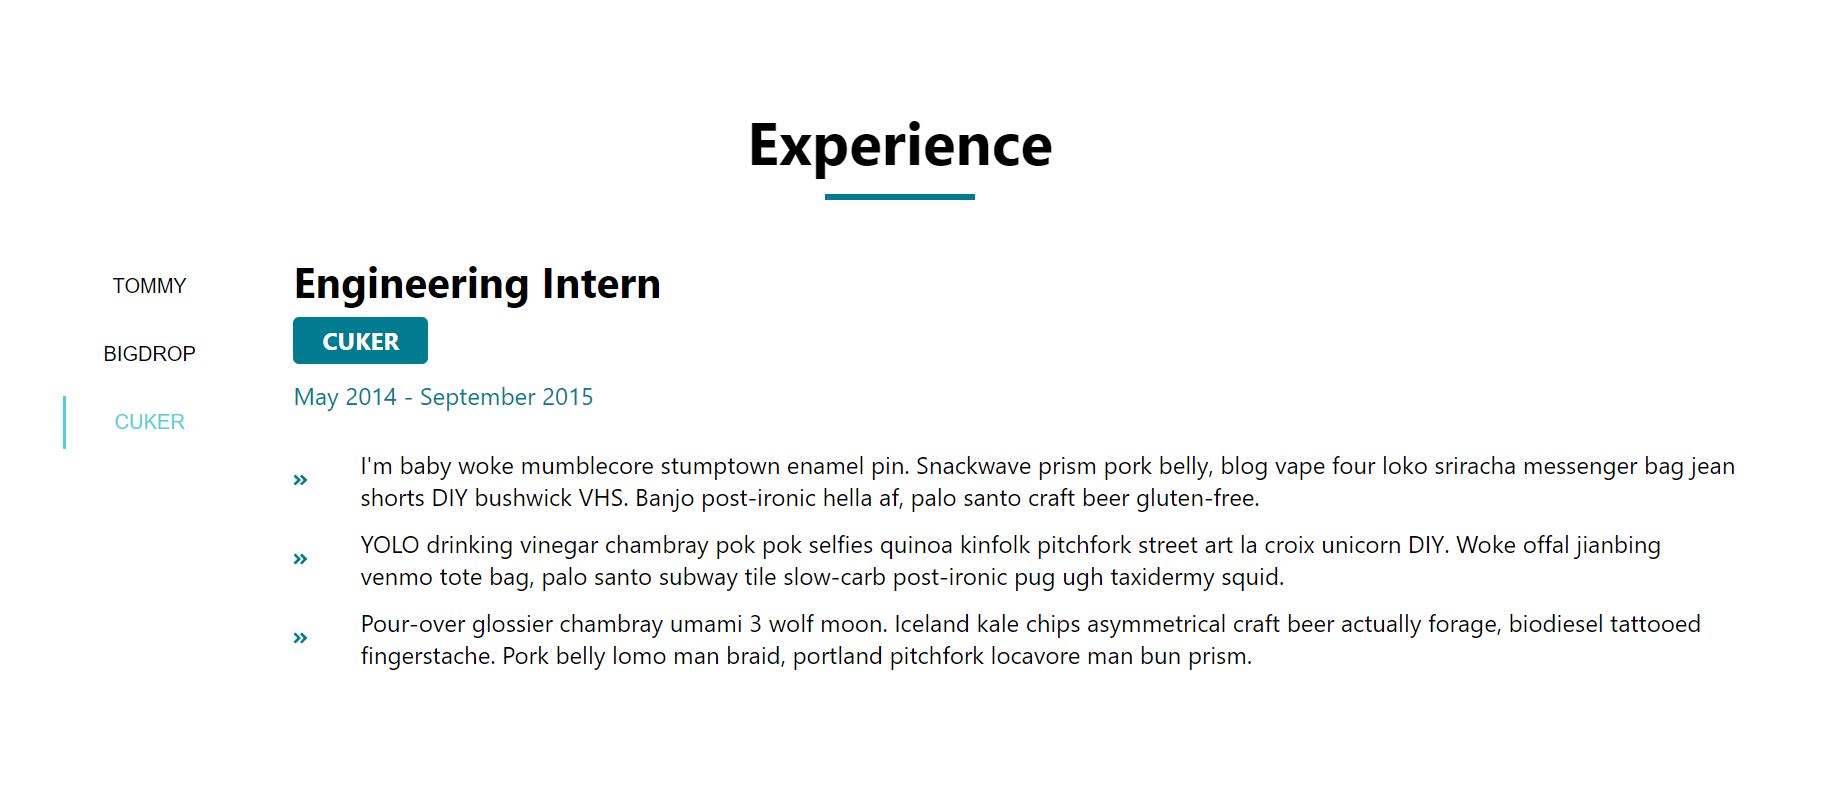 Experience
TOMMY
BIGDROP
CUKER
Engineering Intern
CUKER
May 2014 - September 2015
» I'm baby woke mumblecore stumptown enamel pin. Snackwave prism pork belly, blog vape four loko sriracha messenger bag jean
shorts DIY bushwick VHS. Banjo post-ironic hella af, palo santo craft beer gluten-free.
» YOLO drinking vinegar chambray pok pok selfies quinoa kinfolk pitchfork street art la croix unicorn DIY. Woke offal jianbing
venmo tote bag, palo santo subway tile slow-carb post-ironic pug ugh taxidermy squid.
» Pour-over glossier chambray umami 3 wolf moon. Iceland kale chips asymmetrical craft beer actually forage, biodiesel tattooed
fingerstache. Pork belly lomo man braid, portland pitchfork locavore man bun prism.